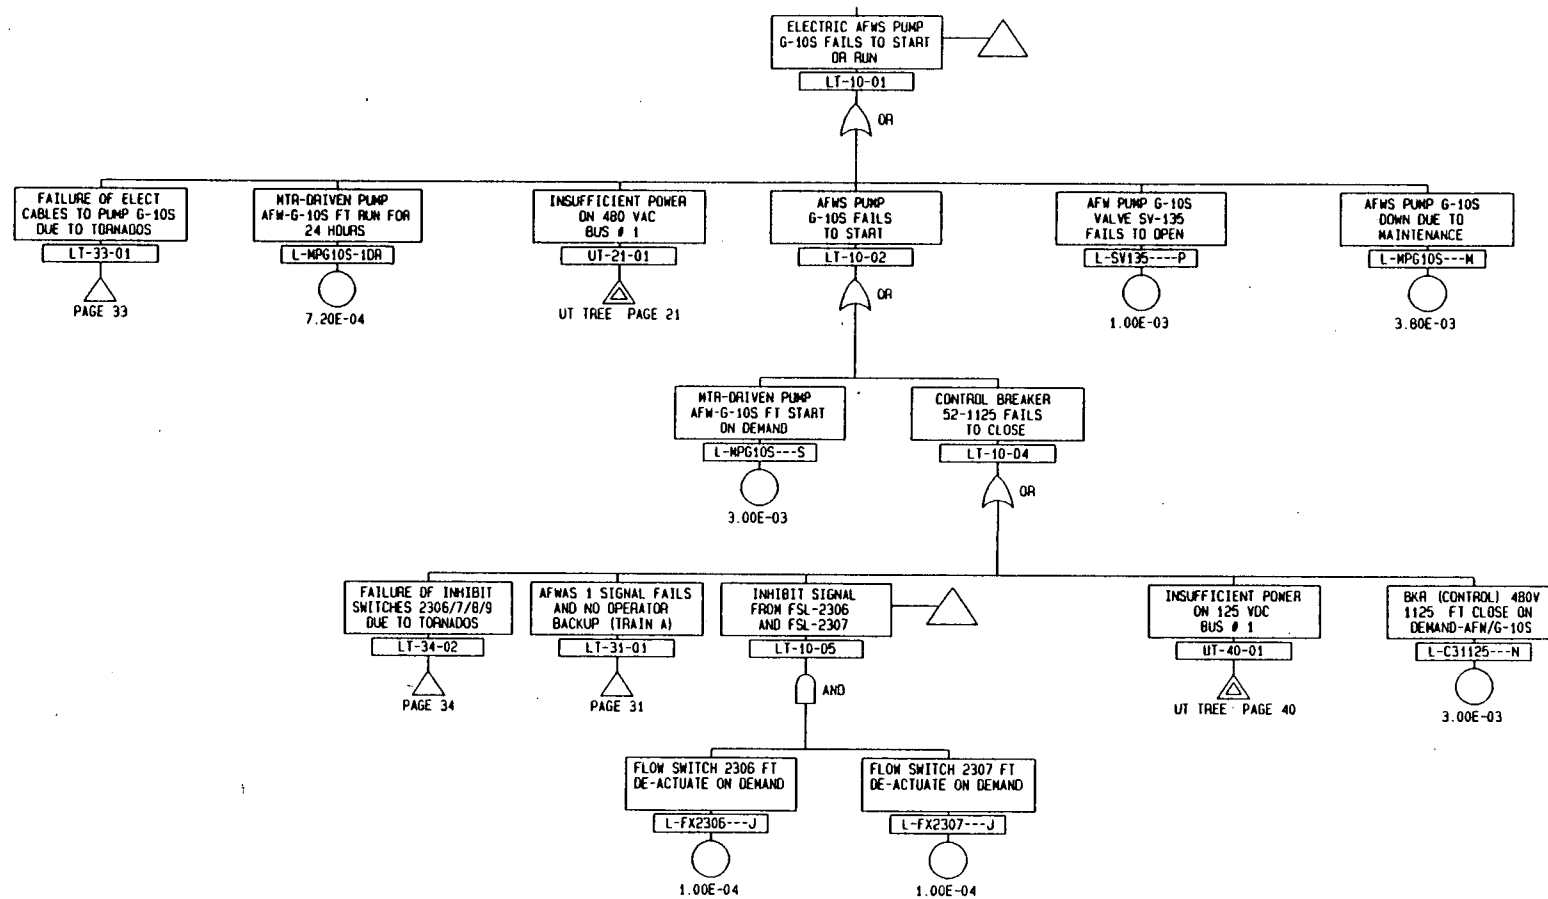 ELECTRIC AFWS PUMP
G-10S FAILS TO START
OR RUN
LT-10-01
OR
FAILURE OF ELECT
CABLES TO PUMP G-10S
DUE TO TORNADOS
LT-33-01
PAGE 33
MTR-DRIVEN PUMP
AFW-G-10S FT RUN FOR
24 HOURS
L-MPG10S-1DR
7.20E-04
INSUFFICIENT POWER
ON 480 VAC
BUS # 1
UT-21-01
UT TREE PAGE 21
AFWS PUMP
G-10S FAILS
TO START
LT-10-02
OR
AFW PUMP G-10S
VALVE SV-135
FAILS TO OPEN
L-SV135----P
1.00E-03
AFWS PUMP G-10S
DOWN DUE TO
MAINTENANCE
L-MPG10S---M
3.80E-03
MTR-DRIVEN PUMP
AFW-G-10S FT START
ON DEMAND
L-MPG10S---S
3.00E-03
CONTROL BREAKER
52-1125 FAILS
TO CLOSE
LT-10-04
OR
FAILURE OF INHIBIT
SWITCHES 2306/7/8/9
DUE TO TORNADOS
LT-34-02
PAGE 34
AFWAS 1 SIGNAL FAILS
AND NO OPERATOR
BACKUP (TRAIN A)
LT-31-01
PAGE 31
INHIBIT SIGNAL
FROM FSL-2306
AND FSL-2307
LT-10-05
AND
INSUFFICIENT POWER
ON 125 VDC
BUS # 1
UT-40-01
UT TREE PAGE 40
BKR (CONTROL) 480V
1125 FT CLOSE ON
DEMAND-AFW/G-10S
L-C31125---N
3.00E-03
FLOW SWITCH 2306 FT
DE-ACTUATE ON DEMAND
L-FX2306---J
1.00E-04
FLOW SWITCH 2307 FT
DE-ACTUATE ON DEMAND
L-FX2307---J
1.00E-04